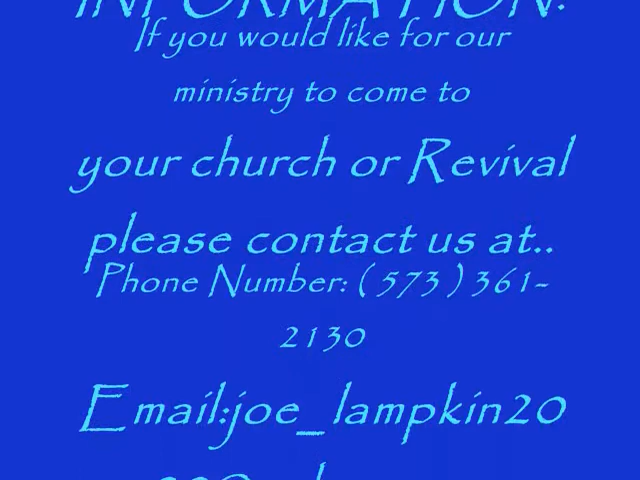 INFORMATION:
If you would like for our
ministry to come to
your church or Revival
please contact us at..
Phone Number: ( 573 ) 361-
2130
Email:joe_lampkin20